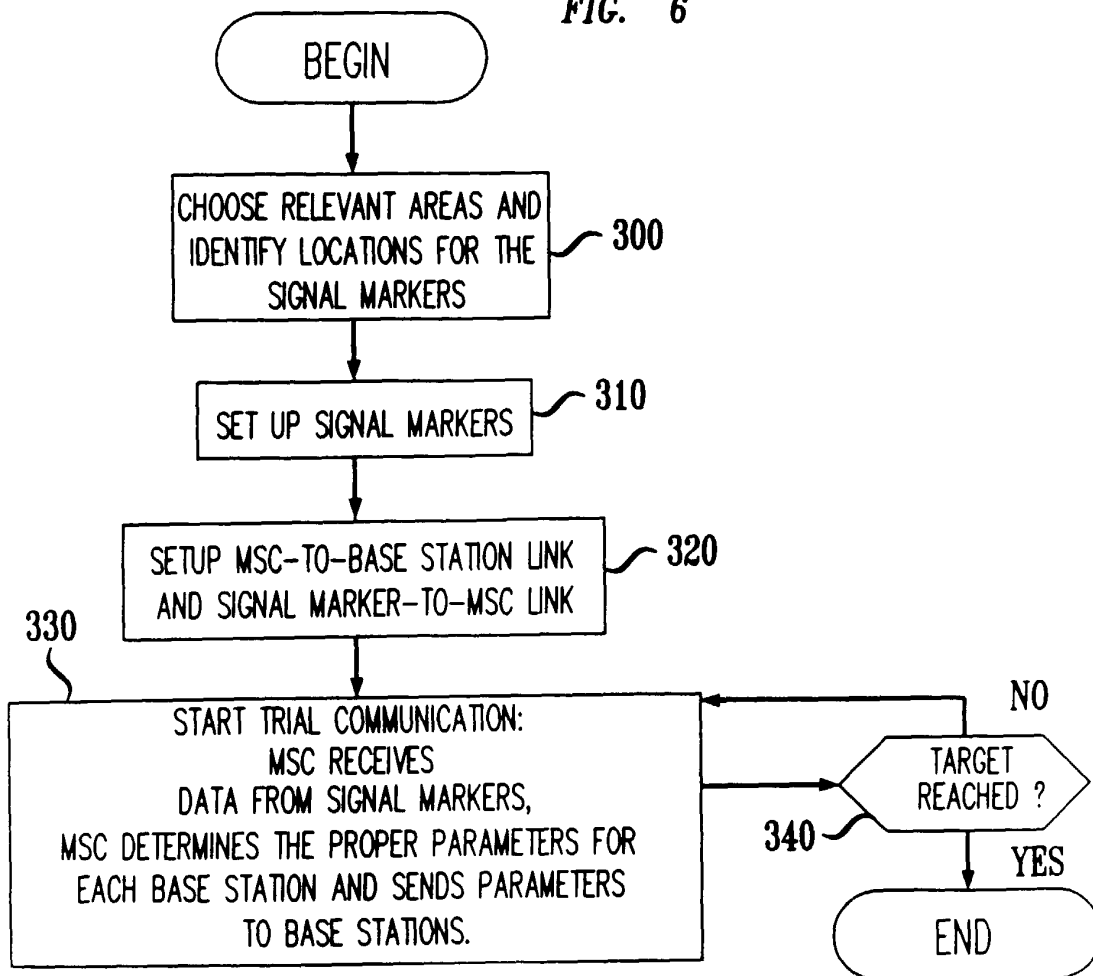 FIG. 6
BEGIN
CHOOSE RELEVANT AREAS AND
IDENTIFY LOCATIONS FOR THE
SIGNAL MARKERS
300
SET UP SIGNAL MARKERS
310
SETUP MSC-TO-BASE STATION LINK
AND SIGNAL MARKER-TO-MSC LINK
320
330
START TRIAL COMMUNICATION:
MSC RECEIVES
DATA FROM SIGNAL MARKERS,
MSC DETERMINES THE PROPER PARAMETERS FOR
EACH BASE STATION AND SENDS PARAMETERS
TO BASE STATIONS.
NO
TARGET
REACHED ?
340
YES
END